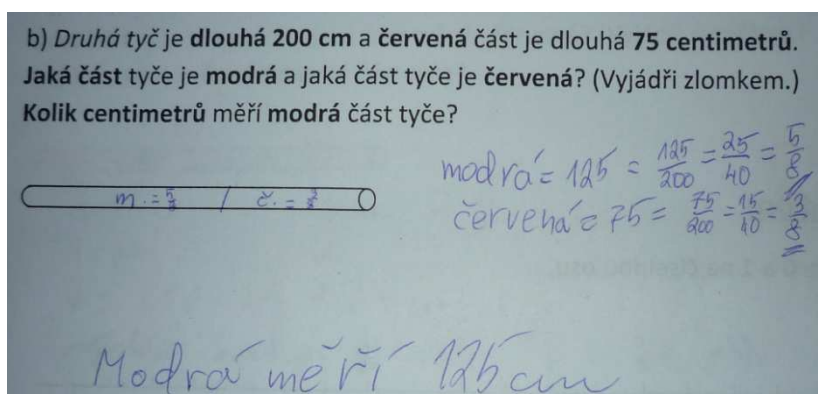 b) Druhá tyč je dlouhá 200 cm a červená část je dlouhá 75 centimetrů.
Jaká část tyče je modrá a jaká část tyče je červená? (Vyjádři zlomkem.)
Kolik centimetrů měří modrá část tyče?
modrá = 125 = 125/200 = 25/40 = 5/8
m. = 5/8 / č. = 3/8
červená = 75 = 75/200 = 15/40 = 3/8
Modrá měří 125 cm